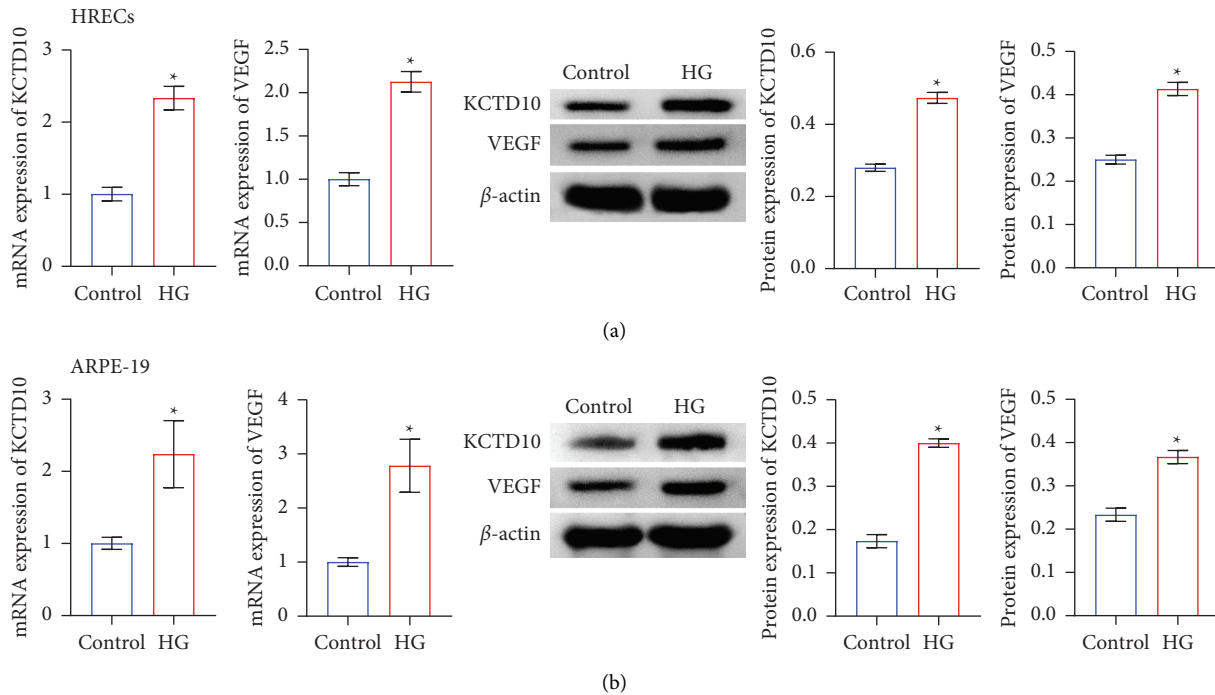 HRECs
mRNA expression of KCTD10
3
2
1
0
*
Control HG
mRNA expression of VEGF
2.5
2.0
1.5
1.0
0.5
0.0
*
Control HG
Control HG
KCTD10
VEGF
β-actin
Protein expression of KCTD10
0.6
0.4
0.2
0.0
*
Control HG
Protein expression of VEGF
0.5
0.4
0.3
0.2
0.1
0.0
*
Control HG
(a)
ARPE-19
mRNA expression of KCTD10
3
2
1
0
*
Control HG
mRNA expression of VEGF
4
3
2
1
0
*
Control HG
Control HG
KCTD10
VEGF
β-actin
Protein expression of KCTD10
0.5
0.4
0.3
0.2
0.1
0.0
*
Control HG
Protein expression of VEGF
0.5
0.4
0.3
0.2
0.1
0.0
*
Control HG
(b)